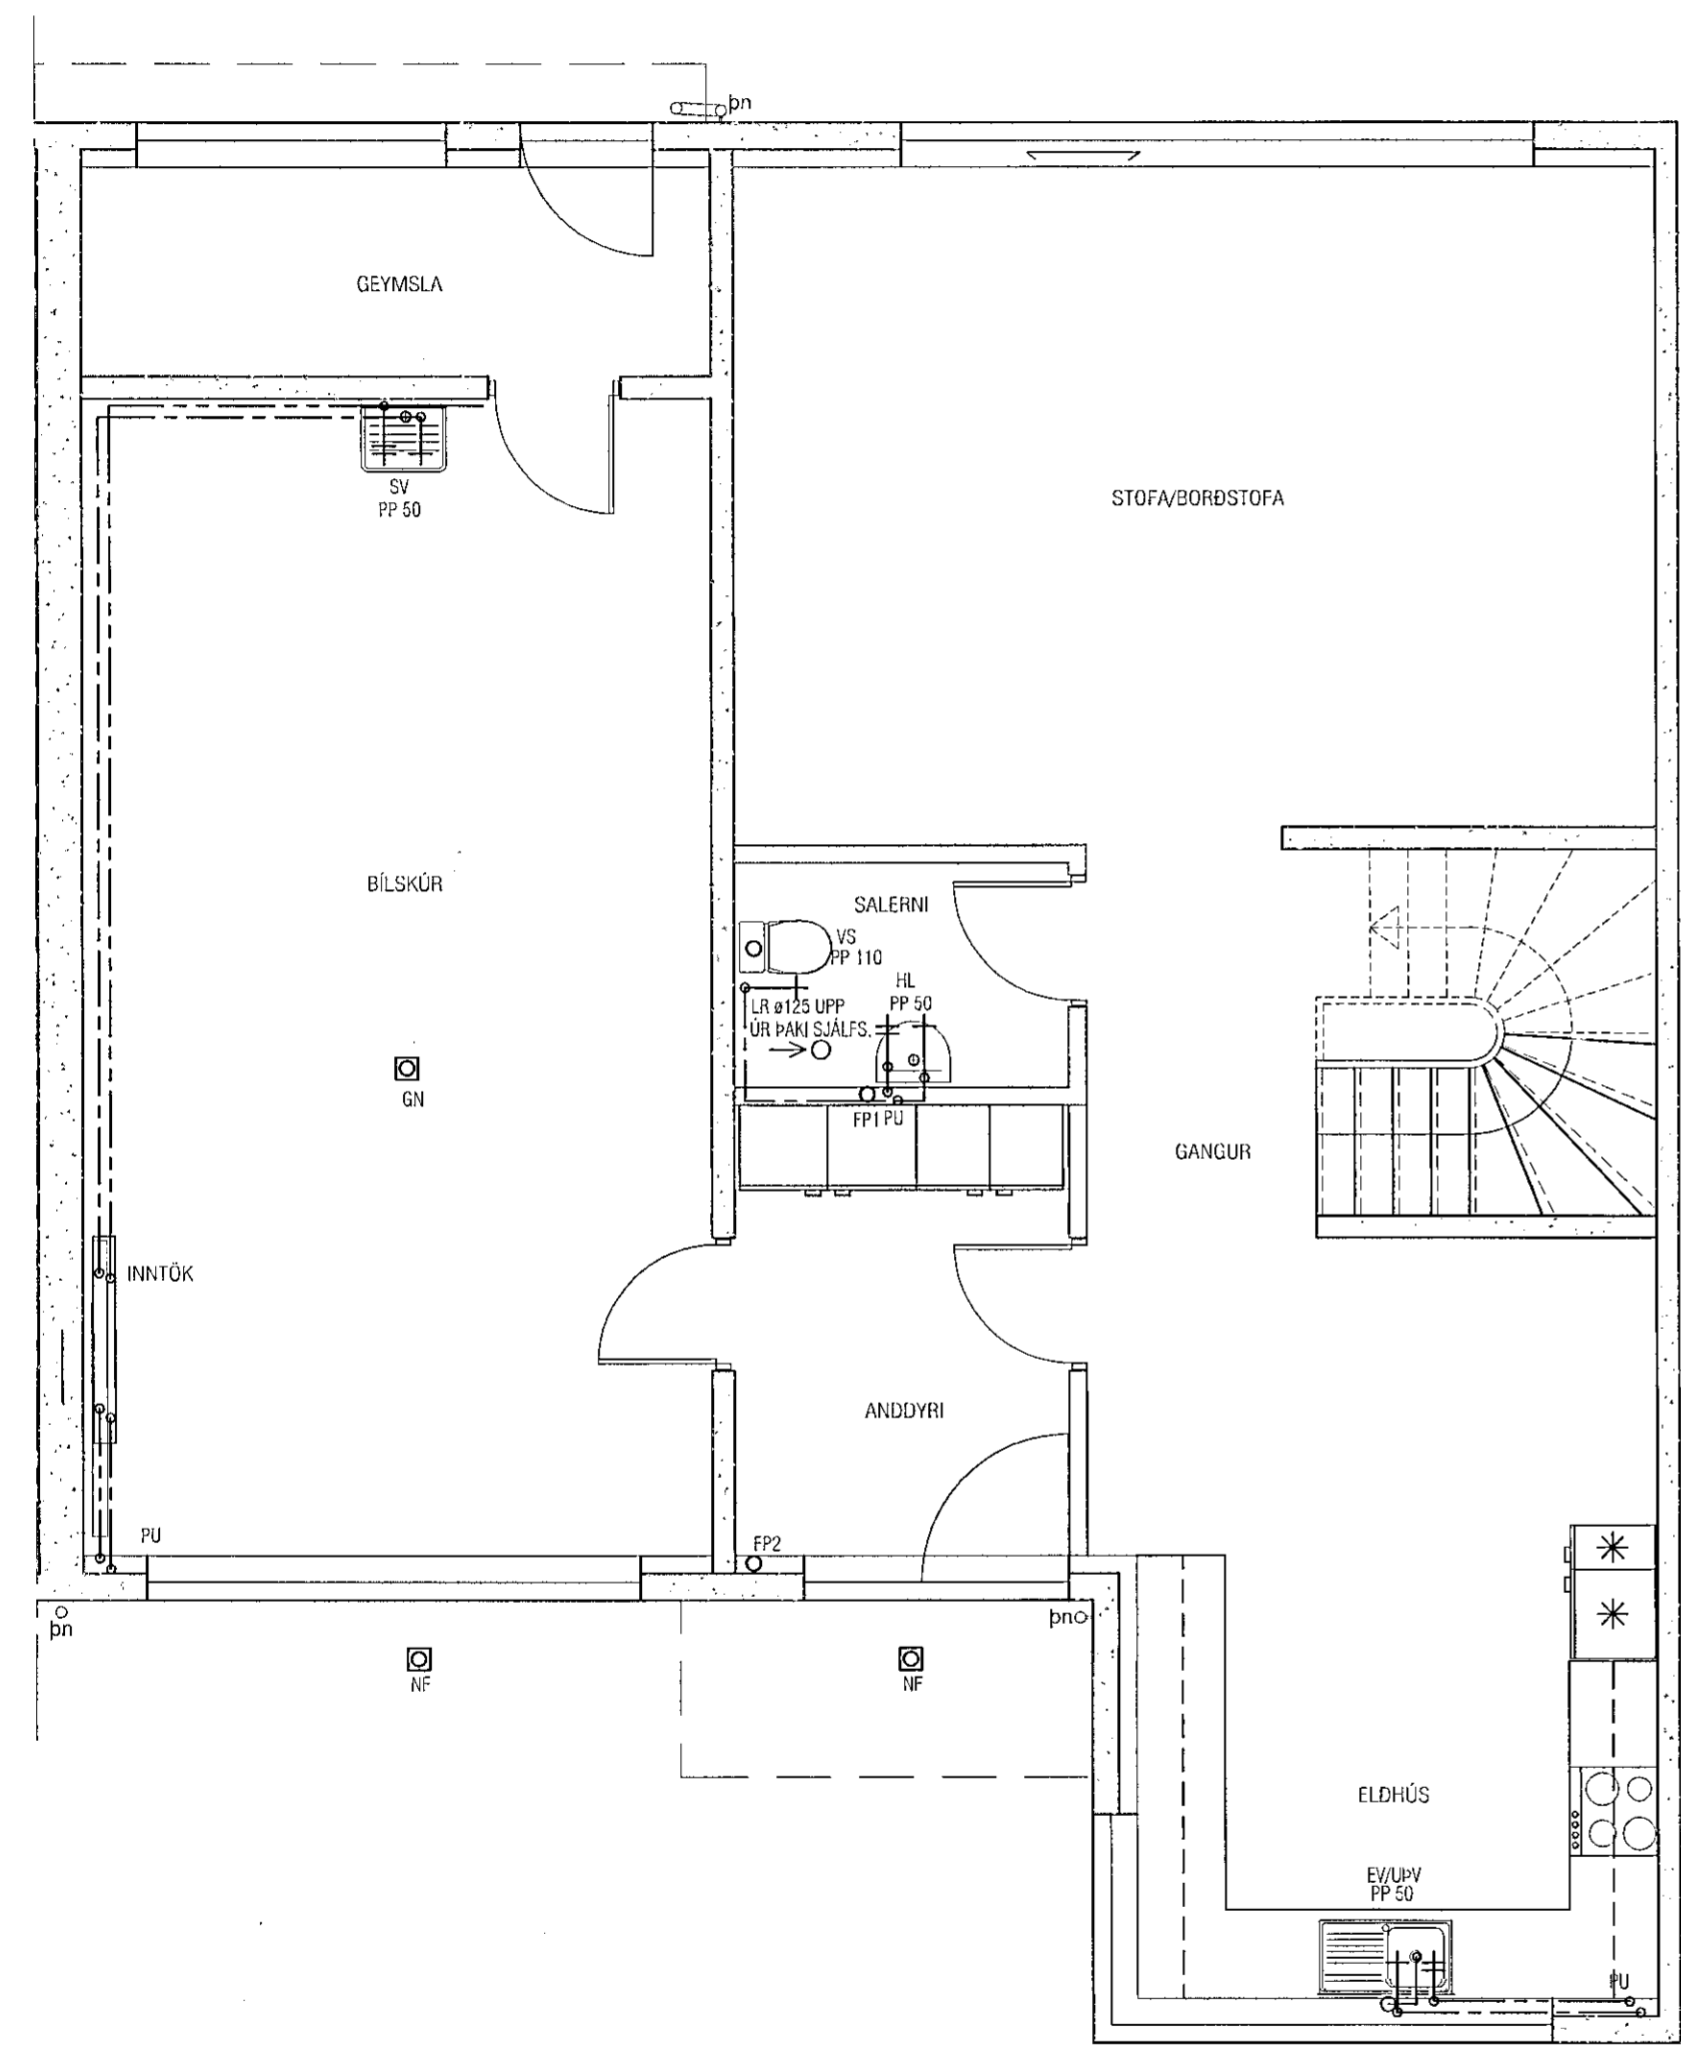 þn
GEYMSLA
SV
PP 50
STOFA/BORÐSTOFA
BÍLSKÚR
SALERNI
VS
PP 110
HL
PP 50
LR ø125 UPP
ÚR ÞAKI SJÁLFS.
GN
FP1 PU
GANGUR
INNTÖK
ANDDYRI
PU
FP2
þn
þn
NF
NF
ELDHÚS
EV/UÞV
PP 50
PU